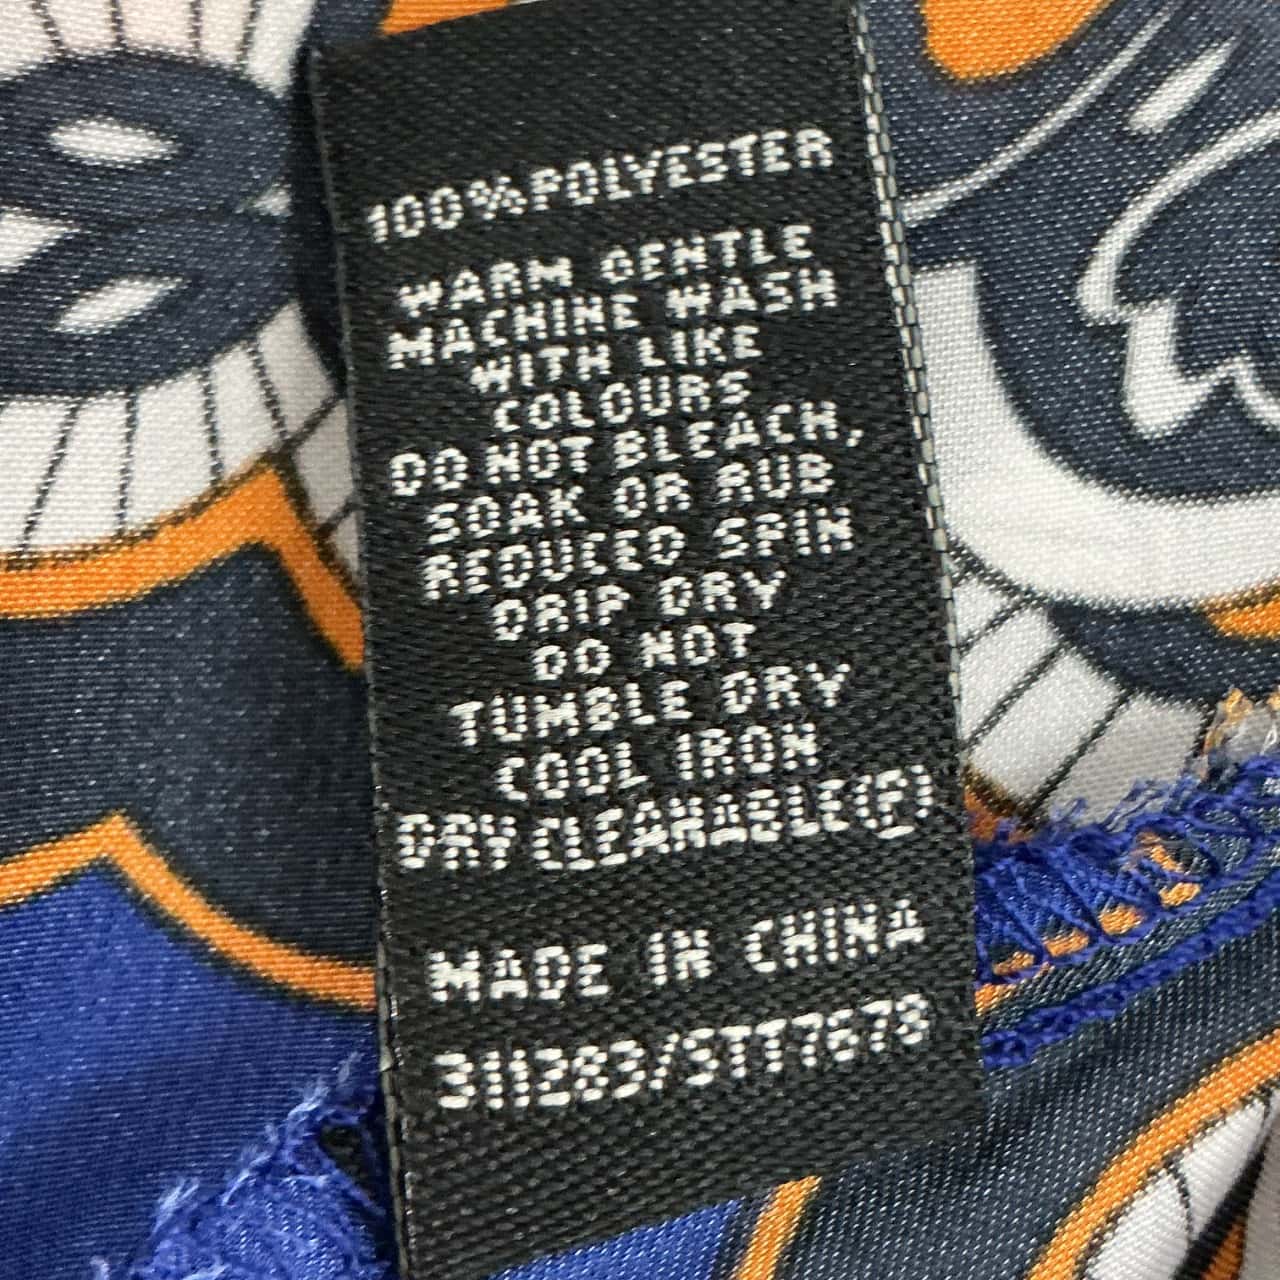 100%POLYESTER
WARM GENTLE
MACHINE WASH
WITH LIKE
COLOURS
DO NOT BLEACH,
SOAK OR RUB
REDUCED SPIN
DRIP DRY
DO NOT
TUMBLE DRY
COOL IRON
DRY CLEANABLE(P)
MADE IN CHINA
311283/STT7678